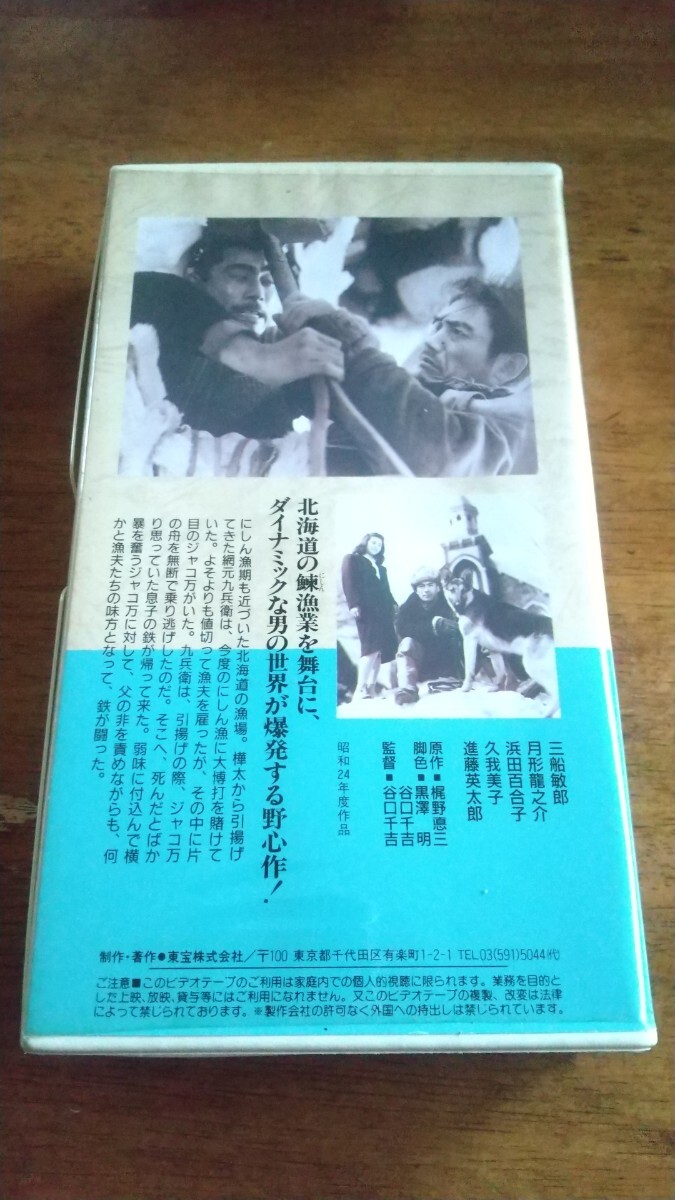 北海道の鰊漁業を舞台に、
にしん
ダイナミックな男の世界が爆発する野心作!
にしん漁期も近づいた北海道の漁場。樺太から引揚げ
てきた網元九兵衛は、今度のにしん漁に大博打を賭けて
いた。よそよりも値切って漁夫を雇ったが、その中に片
目のジャコ万がいた。九兵衛は、引揚げの際、ジャコ万
の舟を無断で乗り逃げしたのだ。そこへ、死んだとばか
り思っていた息子の鉄が帰って来た。弱味に付込んで横
暴を奮うジャコ万に対して、父の非を責めながらも、何
かと漁夫たちの味方となって、鉄が闘った。
三船敏郎
月形龍之介
浜田百合子
久我美子
進藤英太郎
原作■梶野悳三
脚色■黒澤 明
谷口千吉
監督■谷口千吉
昭和24年度作品
制作・著作●東宝株式会社/〒100 東京都千代田区有楽町1-2-1 TEL03(591)5044㈹
ご注意■このビデオテープのご利用は家庭内での個人的視聴に限られます。業務を目的と
した上映、放映、貸与等にはご利用になれません。又このビデオテープの複製、改変は法律
によって禁じられております。※製作会社の許可なく外国への持出しは禁じられています。